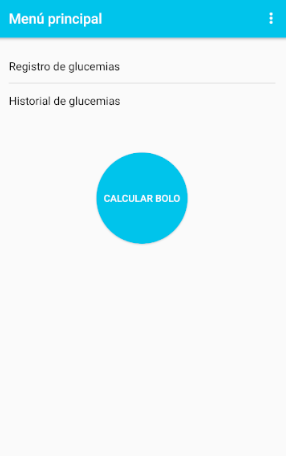 Menú principal
Registro de glucemias
Historial de glucemias
CALCULAR BOLO